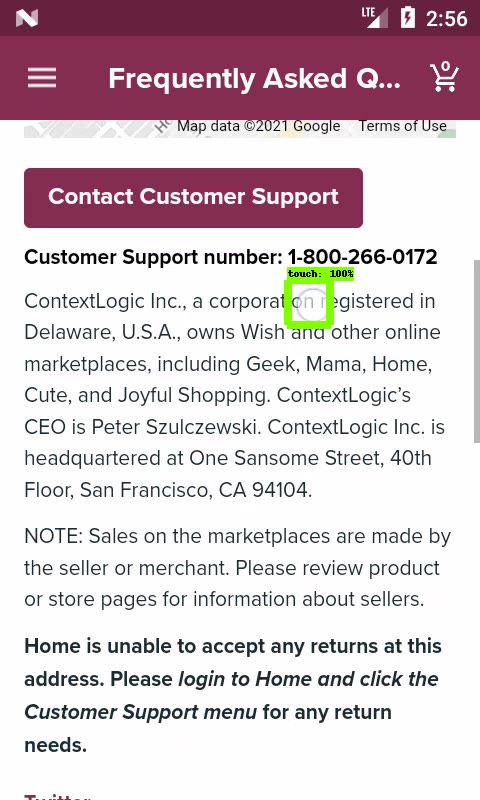 LTE 2:56
Frequently Asked Q... 0
Map data ©2021 Google Terms of Use
Contact Customer Support
Customer Support number: 1-800-266-0172
touch: 100%
ContextLogic Inc., a corporation registered in
Delaware, U.S.A., owns Wish and other online
marketplaces, including Geek, Mama, Home,
Cute, and Joyful Shopping. ContextLogic’s
CEO is Peter Szulczewski. ContextLogic Inc. is
headquartered at One Sansome Street, 40th
Floor, San Francisco, CA 94104.
NOTE: Sales on the marketplaces are made by
the seller or merchant. Please review product
or store pages for information about sellers.
Home is unable to accept any returns at this
address. Please login to Home and click the
Customer Support menu for any return
needs.
Twitter